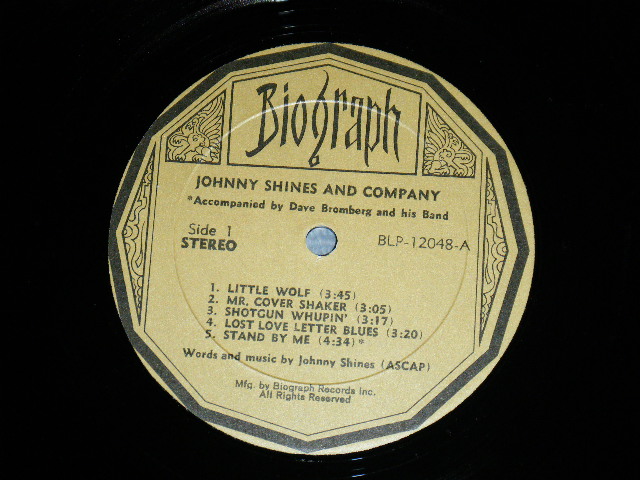 Biograph
JOHNNY SHINES AND COMPANY
*Accompanied by Dave Bromberg and his Band
Side 1
STEREO
BLP-12048-A
1. LITTLE WOLF (3:45)
2. MR. COVER SHAKER (3:05)
3. SHOTGUN WHUPIN' (3:17)
4. LOST LOVE LETTER BLUES (3:20)
5. STAND BY ME (4:34)*
Words and music by Johnny Shines (ASCAP)
Mfg. by Biograph Records Inc.
All Rights Reserved